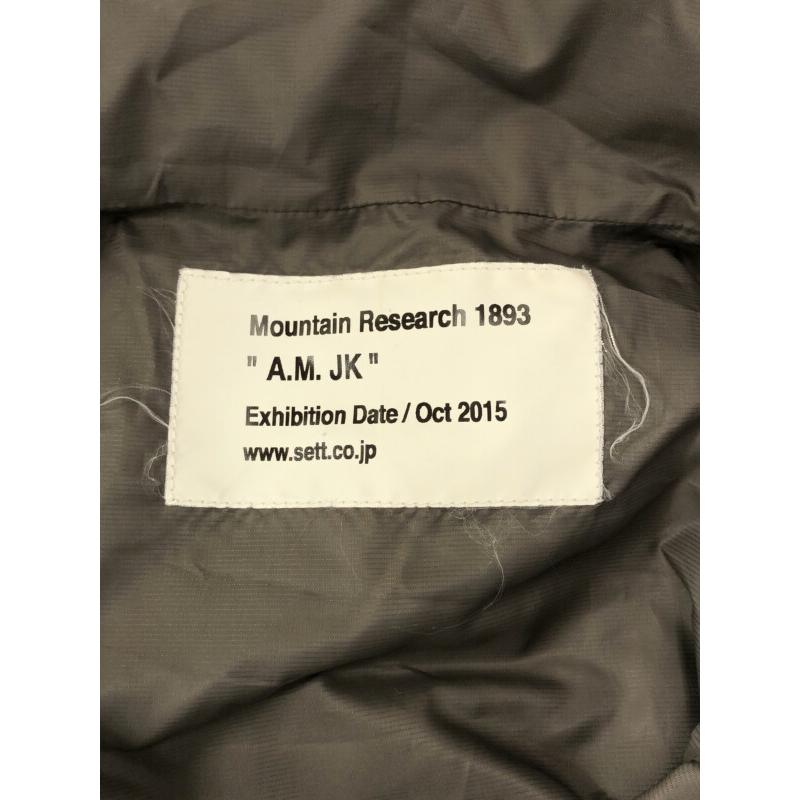 Mountain Research 1893
" A.M. JK "
Exhibition Date / Oct 2015
www.sett.co.jp